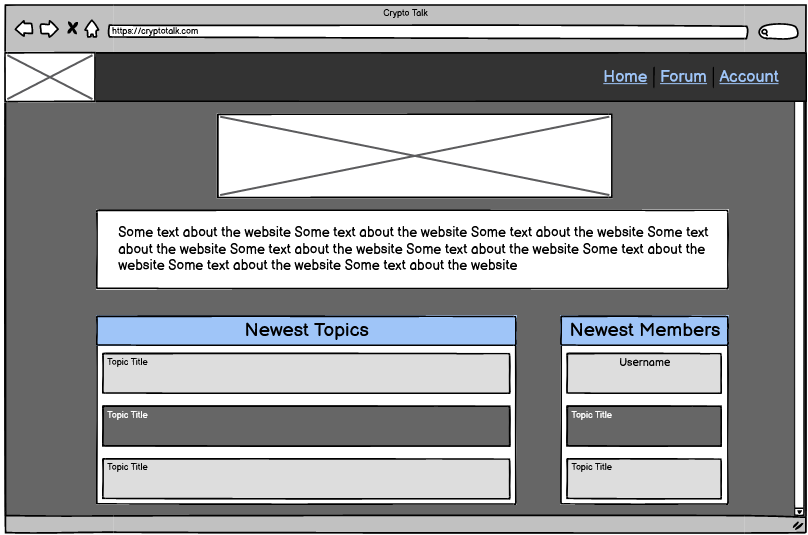 Crypto Talk
https://cryptotalk.com
Home Forum Account
Some text about the website Some text about the website Some text about the website Some text
about the website Some text about the website Some text about the website Some text about the
website Some text about the website Some text about the website
Newest Topics
Topic Title
Topic Title
Topic Title
Newest Members
Username
Topic Title
Topic Title